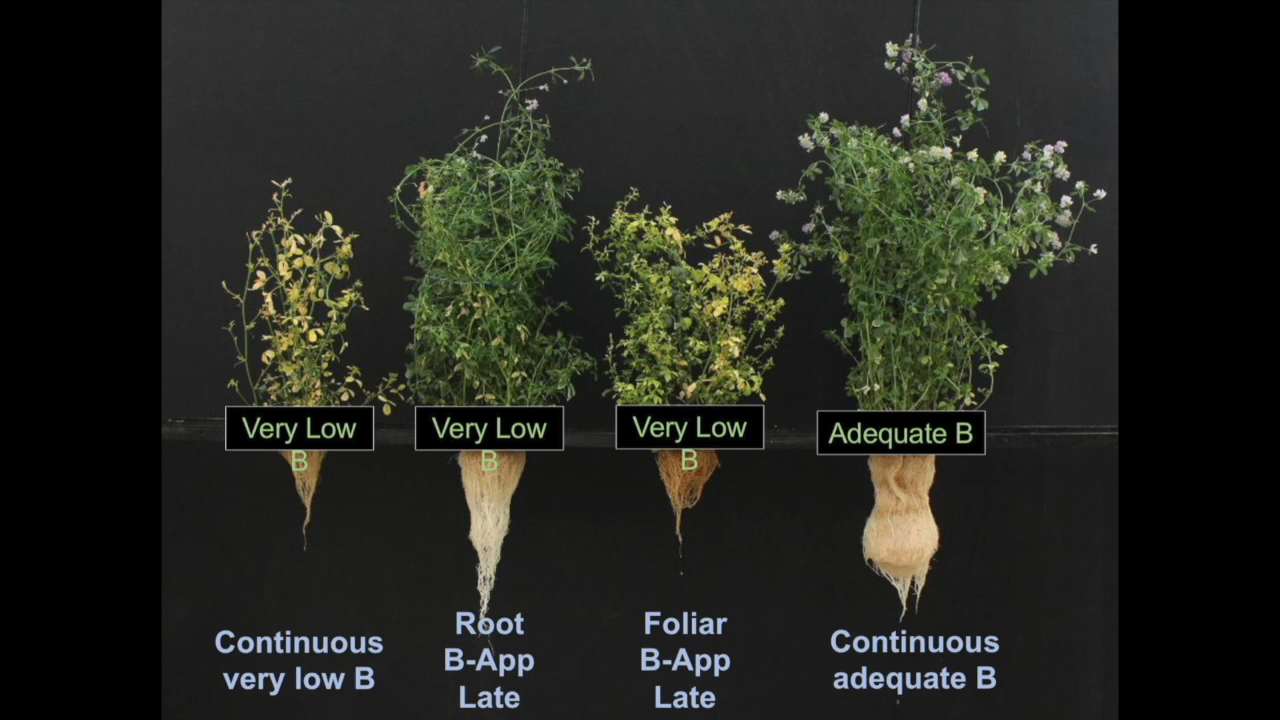 Very Low
B
Very Low
B
Very Low
B
Adequate B
Continuous
very low B
Root
B-App
Late
Foliar
B-App
Late
Continuous
adequate B